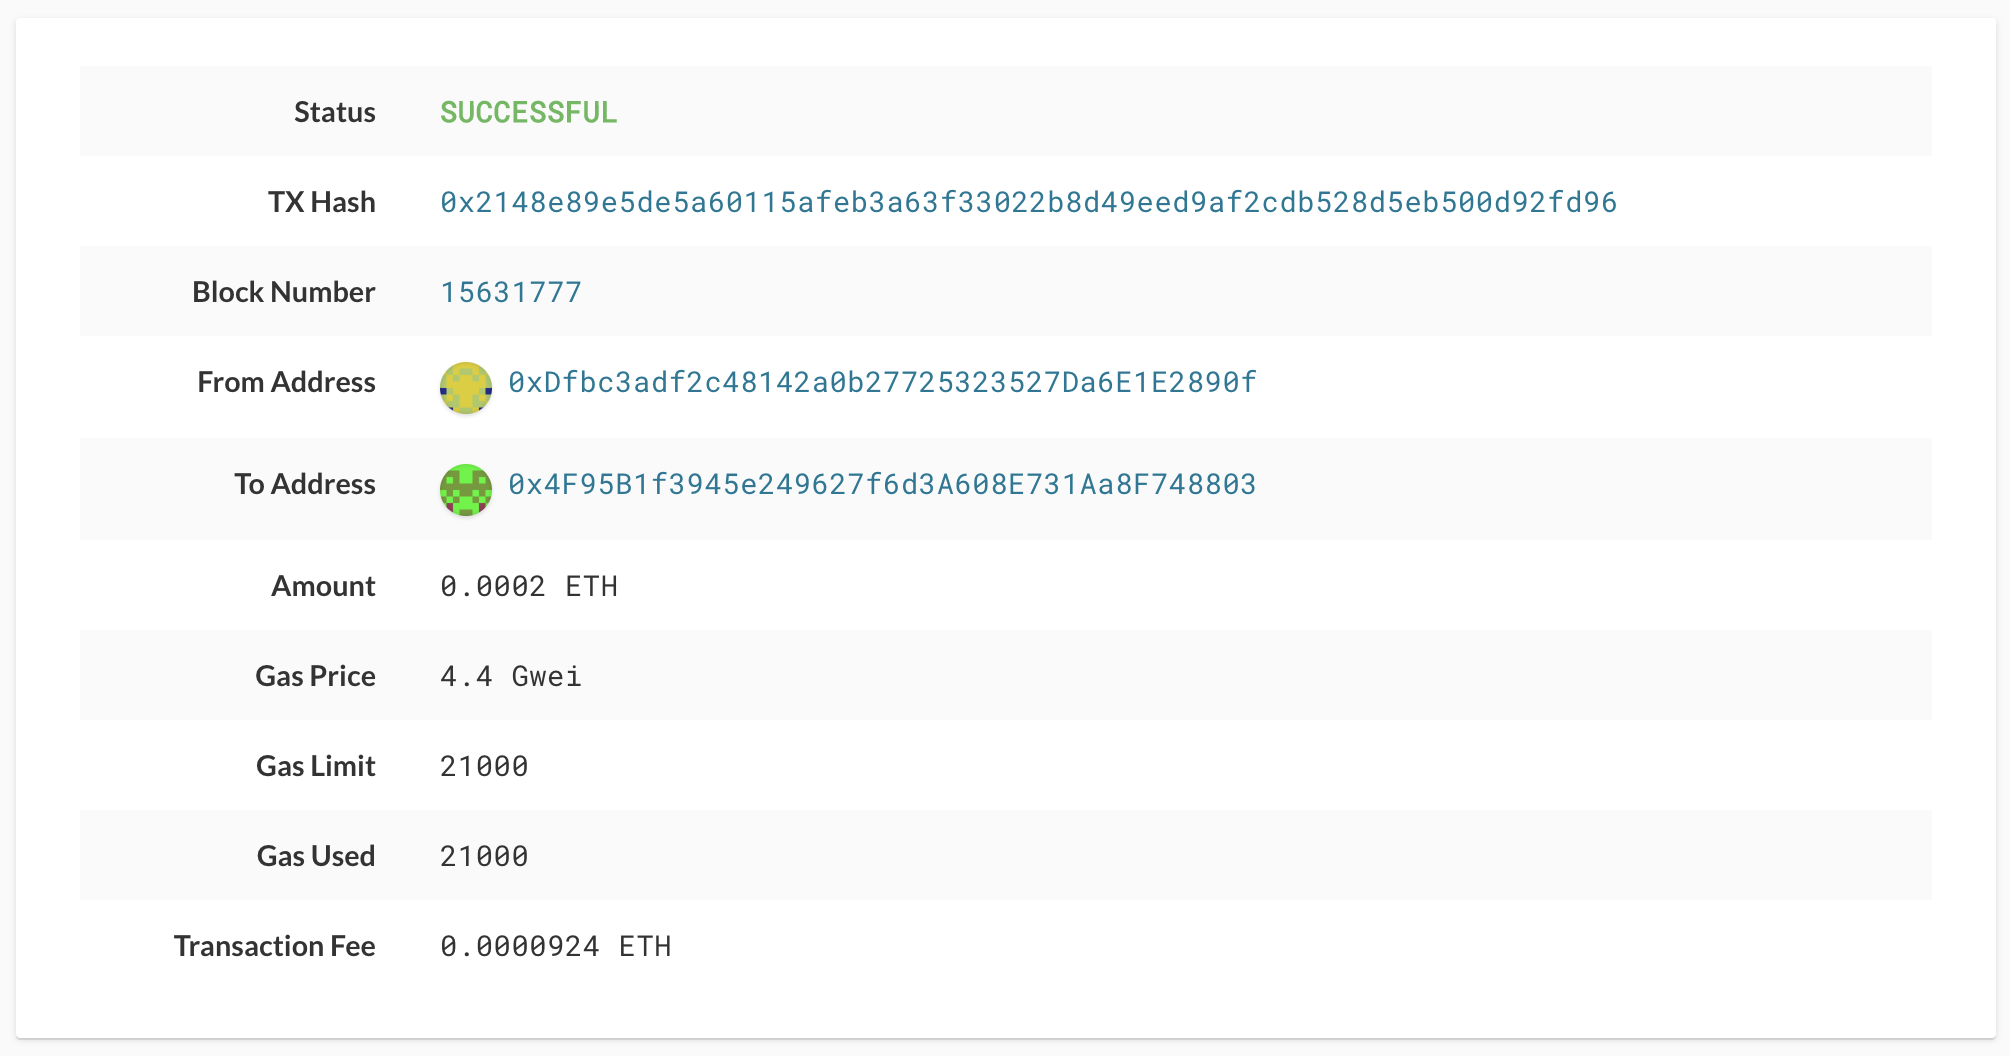 Status SUCCESSFUL
TX Hash 0x2148e89e5de5a60115afeb3a63f33022b8d49eed9af2cdb528d5eb500d92fd96
Block Number 15631777
From Address 0xDfbc3adf2c48142a0b27725323527Da6E1E2890f
To Address 0x4F95B1f3945e249627f6d3A608E731Aa8F748803
Amount 0.0002 ETH
Gas Price 4.4 Gwei
Gas Limit 21000
Gas Used 21000
Transaction Fee 0.0000924 ETH